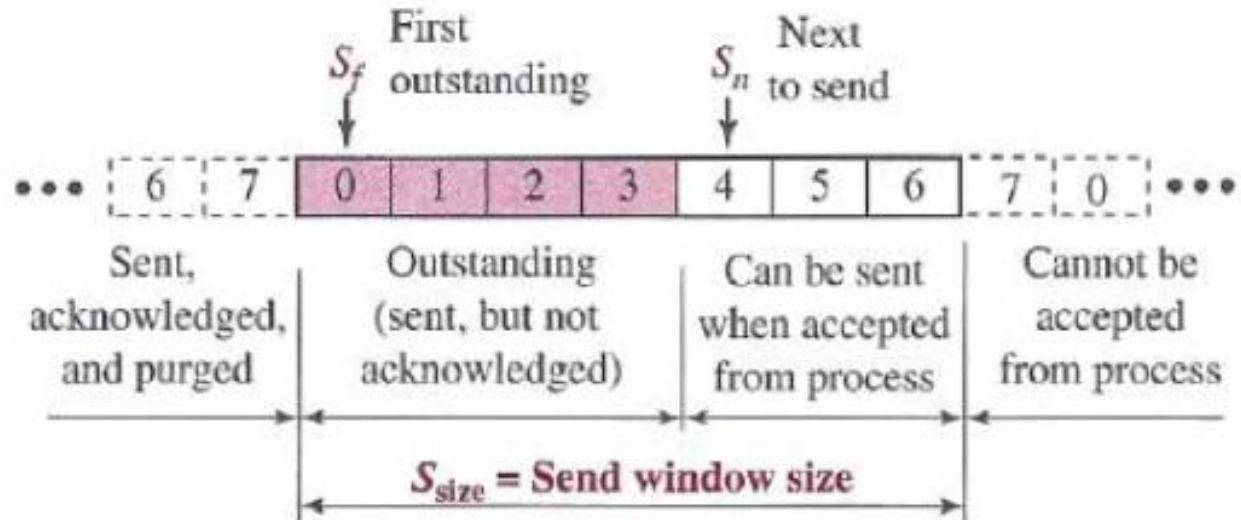 First
S_f outstanding
Next
S_n to send
••• 6 7 0 1 2 3 4 5 6 7 0 •••
Sent,
acknowledged,
and purged
Outstanding
(sent, but not
acknowledged)
Can be sent
when accepted
from process
Cannot be
accepted
from process
S_size = Send window size